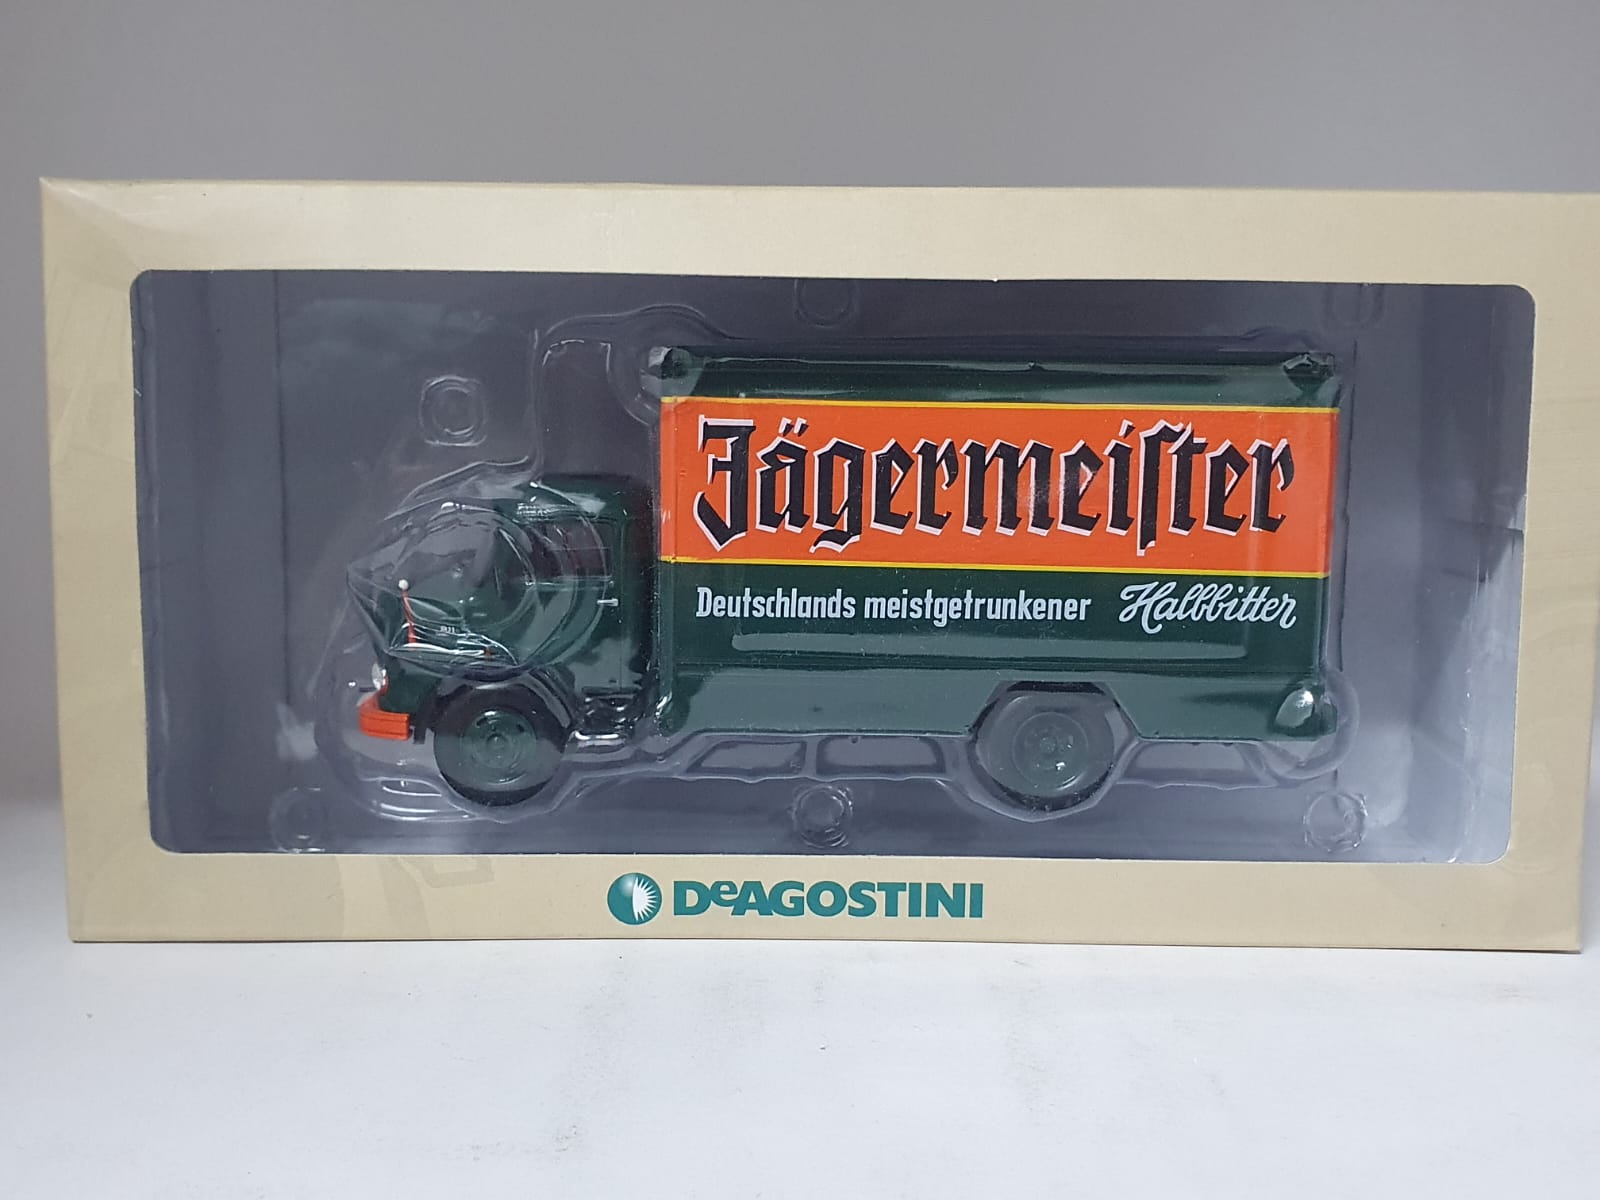 Jägermeiſter
Deutschlands meistgetrunkener Halbbitter
DeAGOSTINI